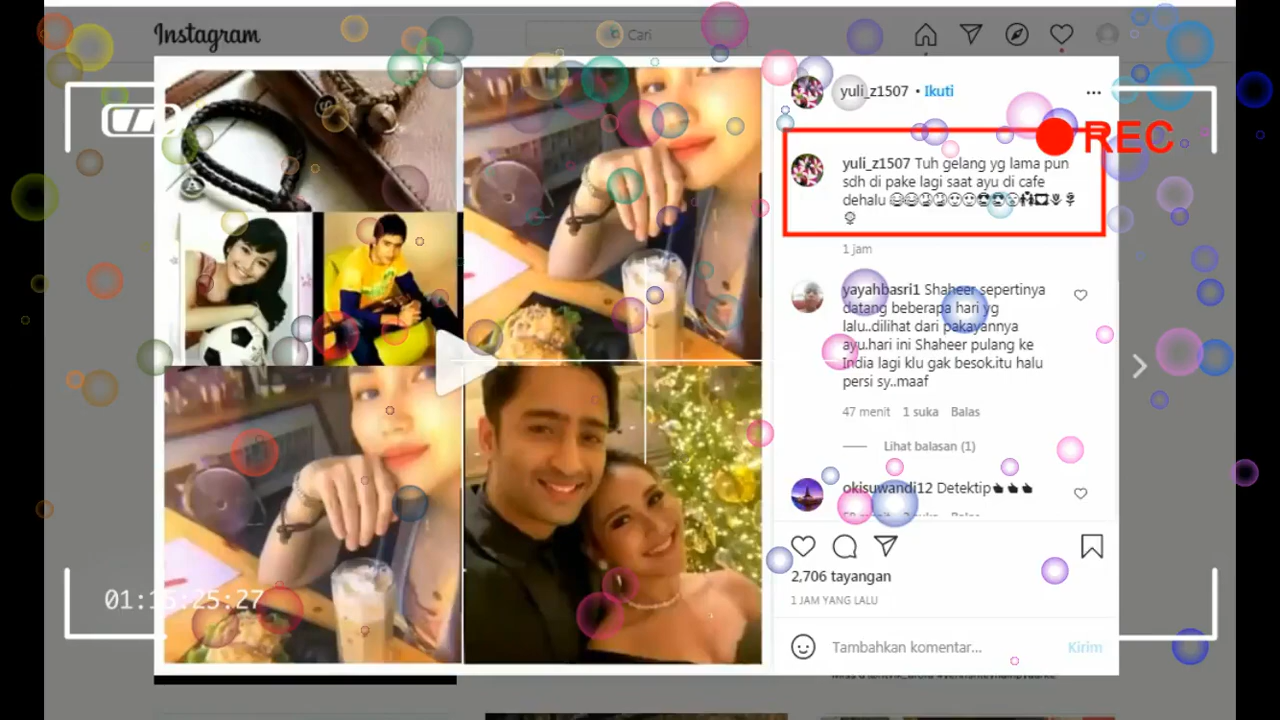 Instagram
Cari
yuli_z1507 • Ikuti
REC
yuli_z1507 Tuh gelang yg lama pun
sdh di pake lagi saat ayu di cafe
dehalu
1 jam
yayahbasri1 Shaheer sepertinya
datang beberapa hari yg
lalu..dilihat dari pakayannya
ayu.hari ini Shaheer pulang ke
India lagi klu gak besok.itu halu
persi sy..maaf
47 menit 1 suka Balas
Lihat balasan (1)
okisuwandi12 Detektip
2,706 tayangan
1 JAM YANG LALU
Tambahkan komentar... Kirim